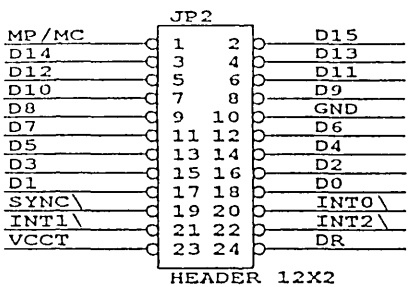 JP2
MP/MC 1 2 D15
D14 3 4 D13
D12 5 6 D11
D10 7 8 D9
D8 9 10 GND
D7 11 12 D6
D5 13 14 D4
D3 15 16 D2
D1 17 18 D0
SYNC\ 19 20 INT0\
INT1\ 21 22 INT2\
VCCT 23 24 DR
HEADER 12X2